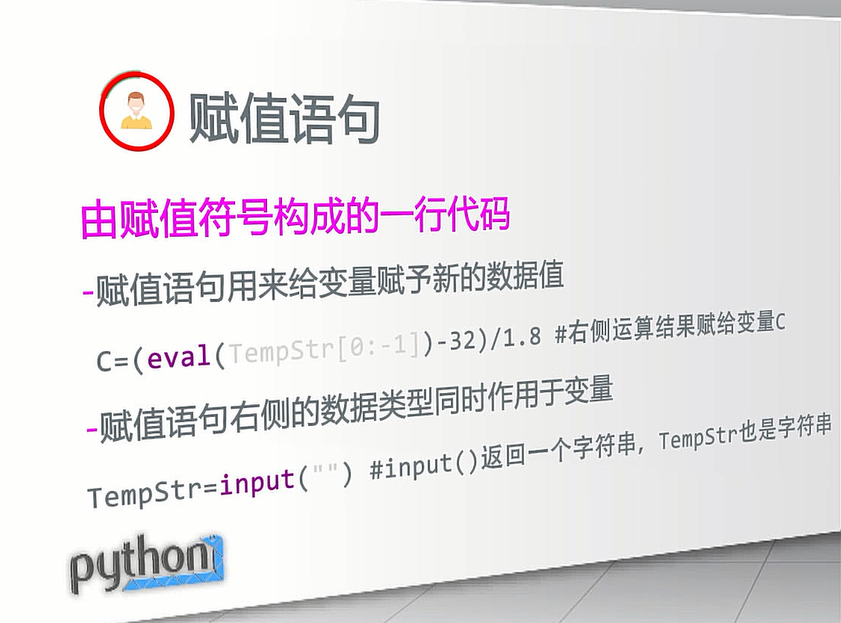 赋值语句
由赋值符号构成的一行代码
-赋值语句用来给变量赋予新的数据值
C=(eval(TempStr[0:-1])-32)/1.8 #右侧运算结果赋给变量C
-赋值语句右侧的数据类型同时作用于变量
TempStr=input("") #input()返回一个字符串，TempStr也是字符串
python